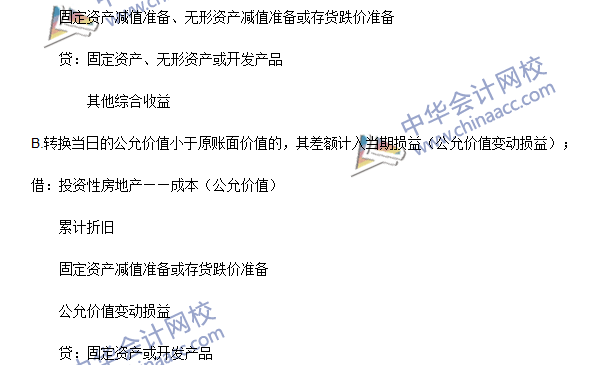 固定资产减值准备、无形资产减值准备或存货跌价准备
贷：固定资产、无形资产或开发产品
其他综合收益
B.转换当日的公允价值小于原账面价值的，其差额计入当期损益（公允价值变动损益）；
借：投资性房地产——成本（公允价值）
累计折旧
固定资产减值准备或存货跌价准备
公允价值变动损益
贷：固定资产或开发产品
中华会计网校
www.chinaacc.com
中华会计网校
www.chinaacc.com